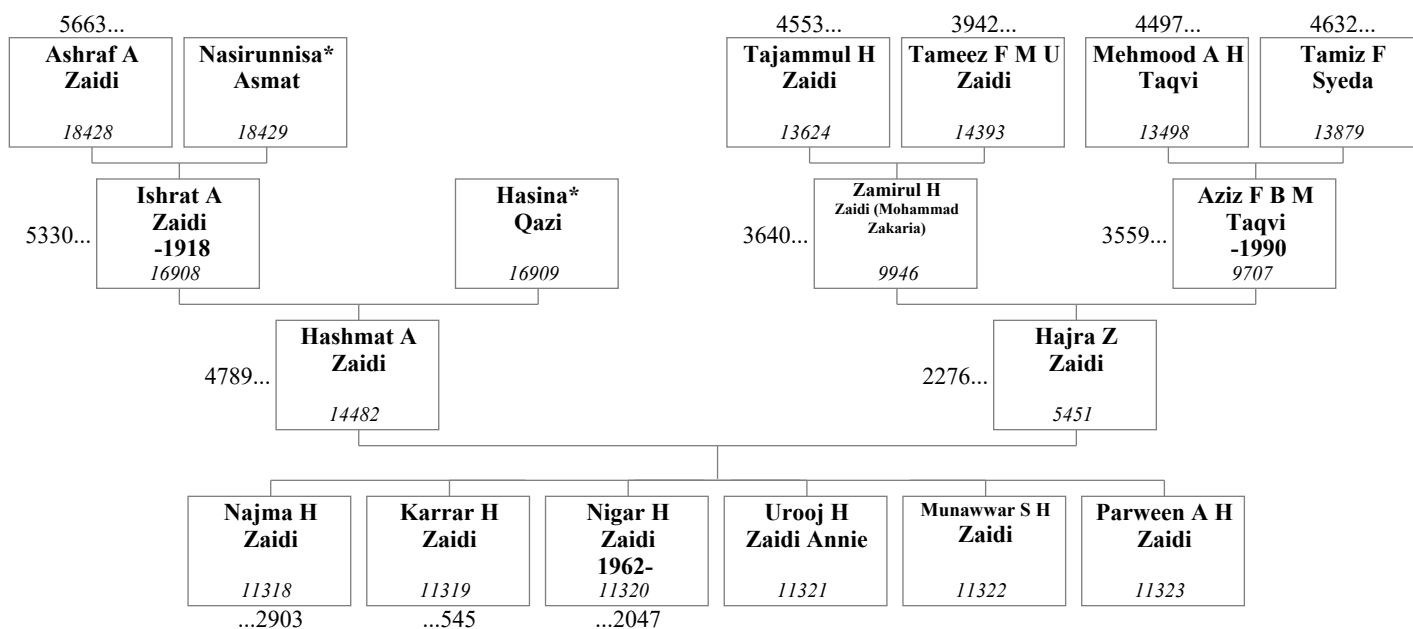 5663...
4553...
3942...
4497...
4632...
Ashraf A
Zaidi
18428
Nasirunnisa*
Asmat
18429
Tajammul H
Zaidi
13624
Tameez F M U
Zaidi
14393
Mehmood A H
Taqvi
13498
Tamiz F
Syeda
13879
5330...
Ishrat A
Zaidi
-1918
16908
Hasina*
Qazi
16909
3640...
Zamirul H
Zaidi (Mohammad
Zakaria)
9946
3559...
Aziz F B M
Taqvi
-1990
9707
4789...
Hashmat A
Zaidi
14482
2276...
Hajra Z
Zaidi
5451
Najma H
Zaidi
11318
...2903
Karrar H
Zaidi
11319
...545
Nigar H
Zaidi
1962-
11320
...2047
Urooj H
Zaidi Annie
11321
Munawwar S H
Zaidi
11322
Parween A H
Zaidi
11323